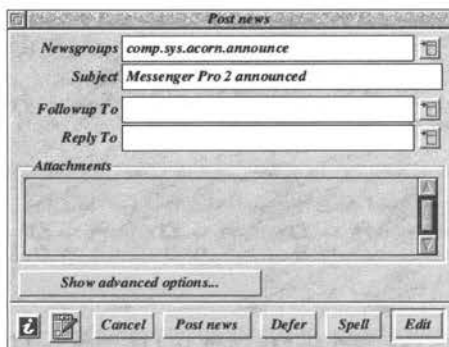 Post news
Newsgroups comp.sys.acorn.announce
Subject Messenger Pro 2 announced
Followup To
Reply To
Attachments
Show advanced options...
i Cancel Post news Defer Spell Edit